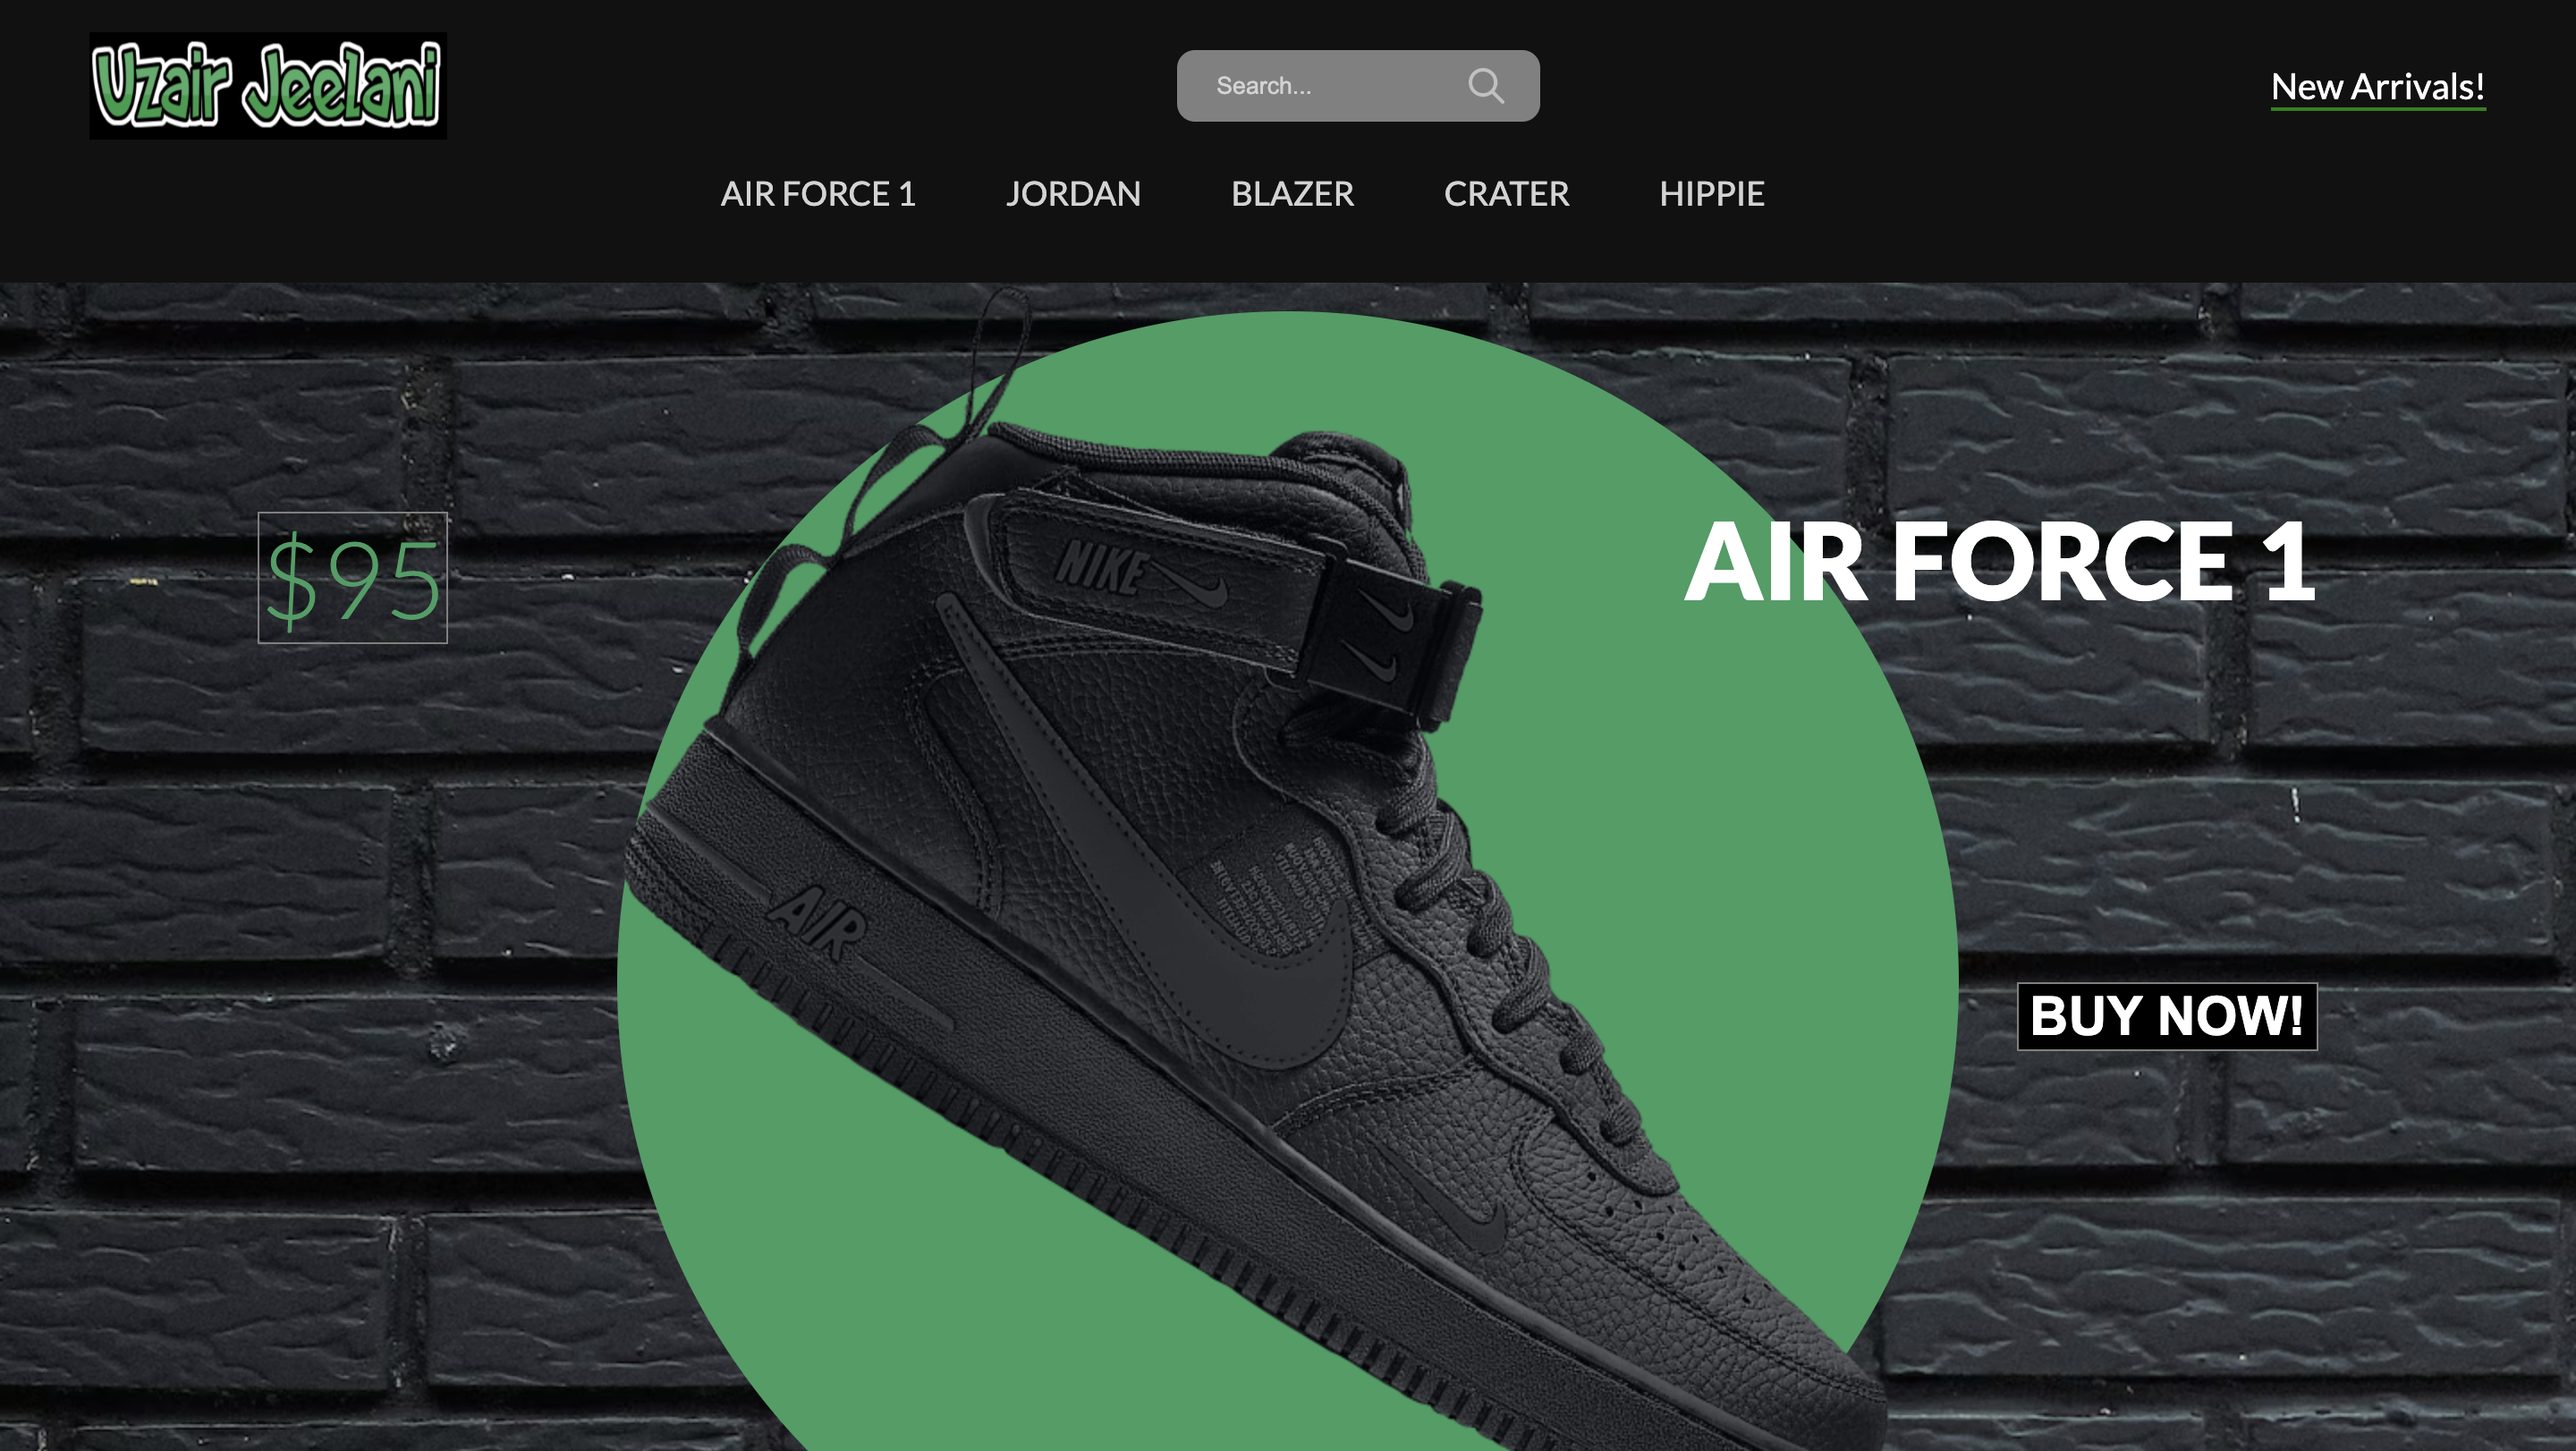 Uzair Jeelani
Search...
New Arrivals!
AIR FORCE 1
JORDAN
BLAZER
CRATER
HIPPIE
$95
AIR FORCE 1
NIKE
AIR
BUY NOW!